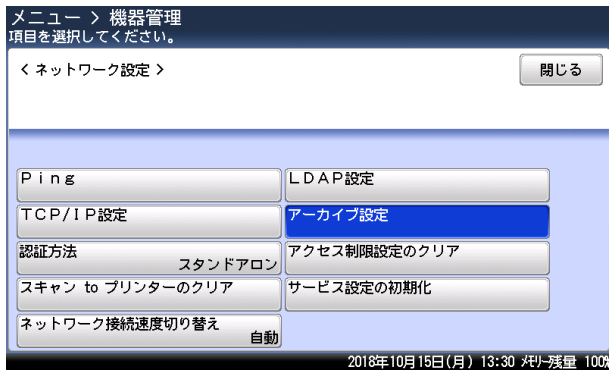 メニュー > 機器管理
項目を選択してください。
< ネットワーク設定 >
閉じる
Ping
LDAP設定
TCP/IP設定
アーカイブ設定
認証方法
スタンドアロン
アクセス制限設定のクリア
スキャン to プリンターのクリア
サービス設定の初期化
ネットワーク接続速度切り替え
自動
2018年10月15日(月) 13:30 メモリー残量 100%